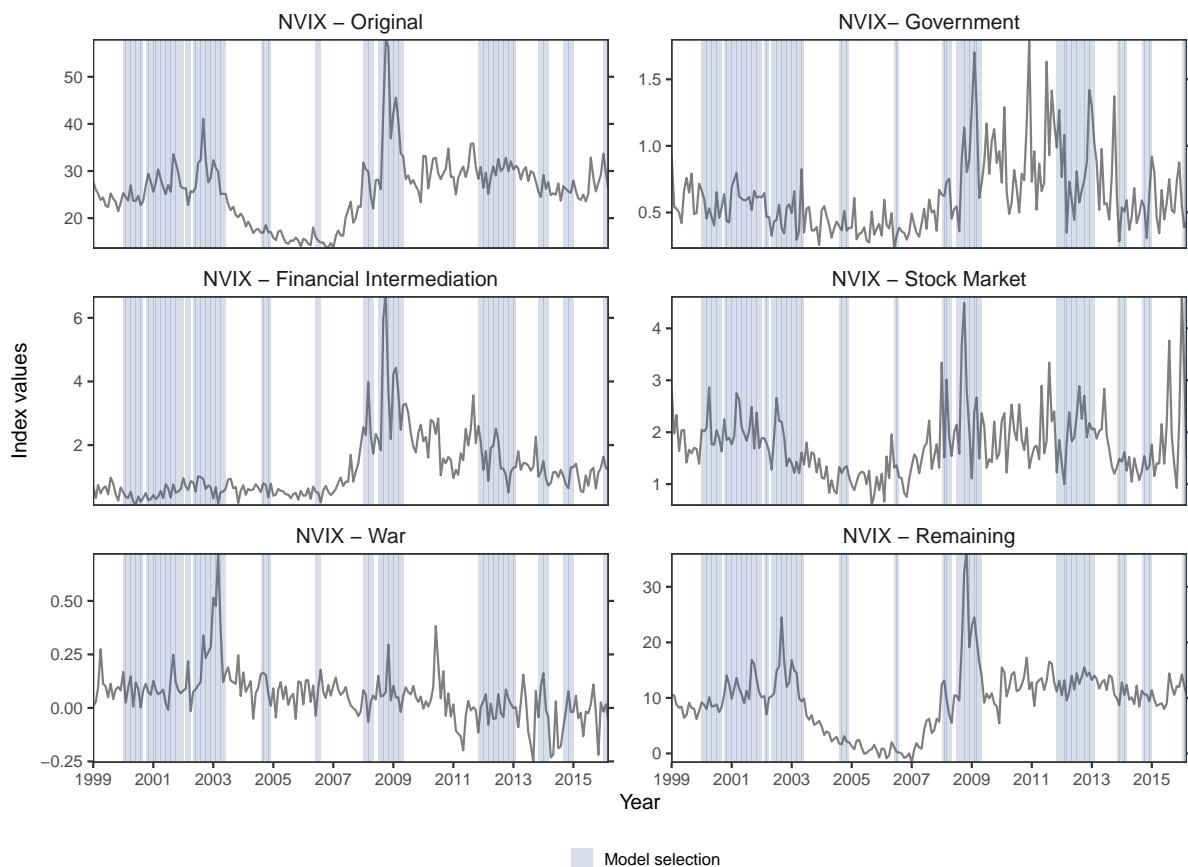 NVIX – Original
NVIX– Government
50
40
30
20
1.5
1.0
0.5
NVIX – Financial Intermediation
NVIX – Stock Market
6
4
2
4
3
2
1
Index values
NVIX – War
NVIX – Remaining
0.50
0.25
0.00
−0.25
30
20
10
0
1999 2001 2003 2005 2007 2009 2011 2013 2015
1999 2001 2003 2005 2007 2009 2011 2013 2015
Year
Model selection